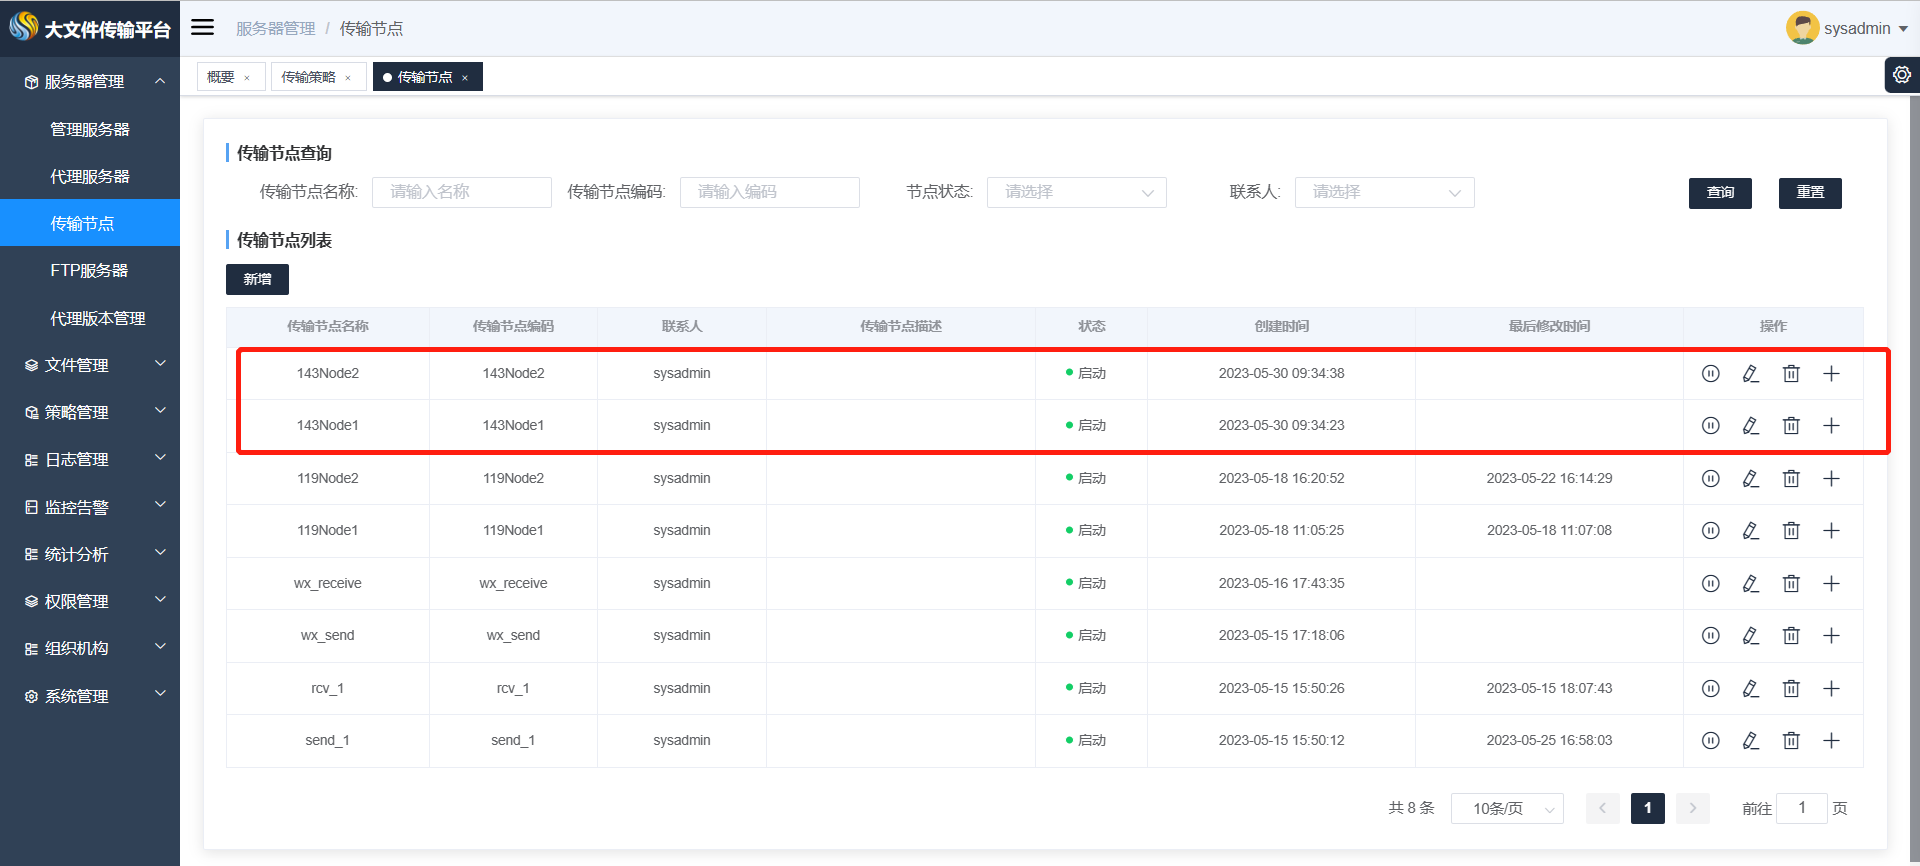 大文件传输平台
服务器管理 / 传输节点
sysadmin
服务器管理
管理服务器
代理服务器
传输节点
FTP服务器
代理版本管理
文件管理
策略管理
日志管理
监控告警
统计分析
权限管理
组织机构
系统管理
概要 × 传输策略 × 传输节点 ×
传输节点查询
传输节点名称: 请输入名称 传输节点编码: 请输入编码 节点状态: 请选择 联系人: 请选择 查询 重置
传输节点列表
新增
传输节点名称 传输节点编码 联系人 传输节点描述 状态 创建时间 最后修改时间 操作
143Node2 143Node2 sysadmin 启动 2023-05-30 09:34:38
143Node1 143Node1 sysadmin 启动 2023-05-30 09:34:23
119Node2 119Node2 sysadmin 启动 2023-05-18 16:20:52 2023-05-22 16:14:29
119Node1 119Node1 sysadmin 启动 2023-05-18 11:05:25 2023-05-18 11:07:08
wx_receive wx_receive sysadmin 启动 2023-05-16 17:43:35
wx_send wx_send sysadmin 启动 2023-05-15 17:18:06
rcv_1 rcv_1 sysadmin 启动 2023-05-15 15:50:26 2023-05-15 18:07:43
send_1 send_1 sysadmin 启动 2023-05-15 15:50:12 2023-05-25 16:58:03
共 8 条 10条/页 1 前往 1 页